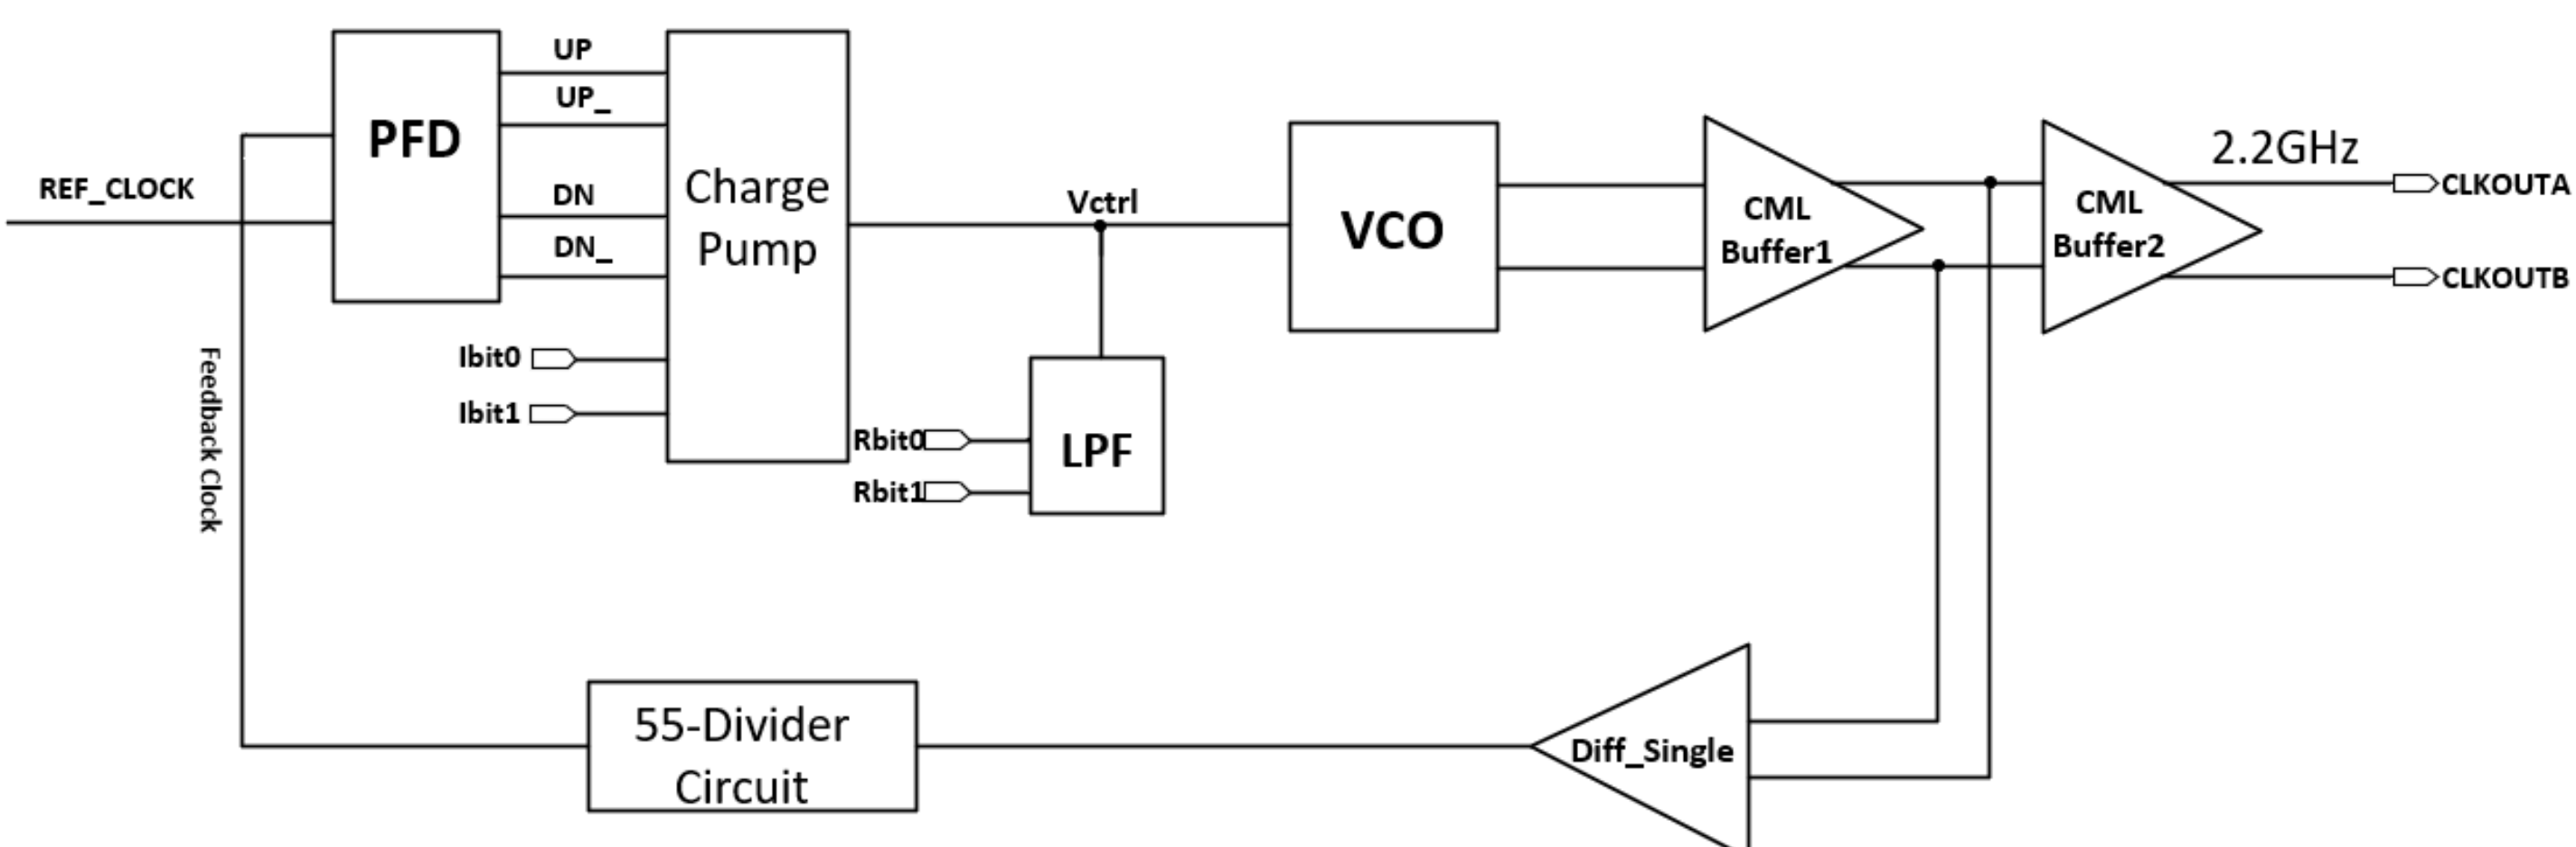 UP
UP_
PFD
DN
DN_
REF_CLOCK
Charge
Pump
Ibit0
Ibit1
Vctrl
Rbit0
Rbit1
LPF
VCO
CML
Buffer1
CML
Buffer2
2.2GHz
CLKOUTA
CLKOUTB
Feedback Clock
55-Divider
Circuit
Diff_Single